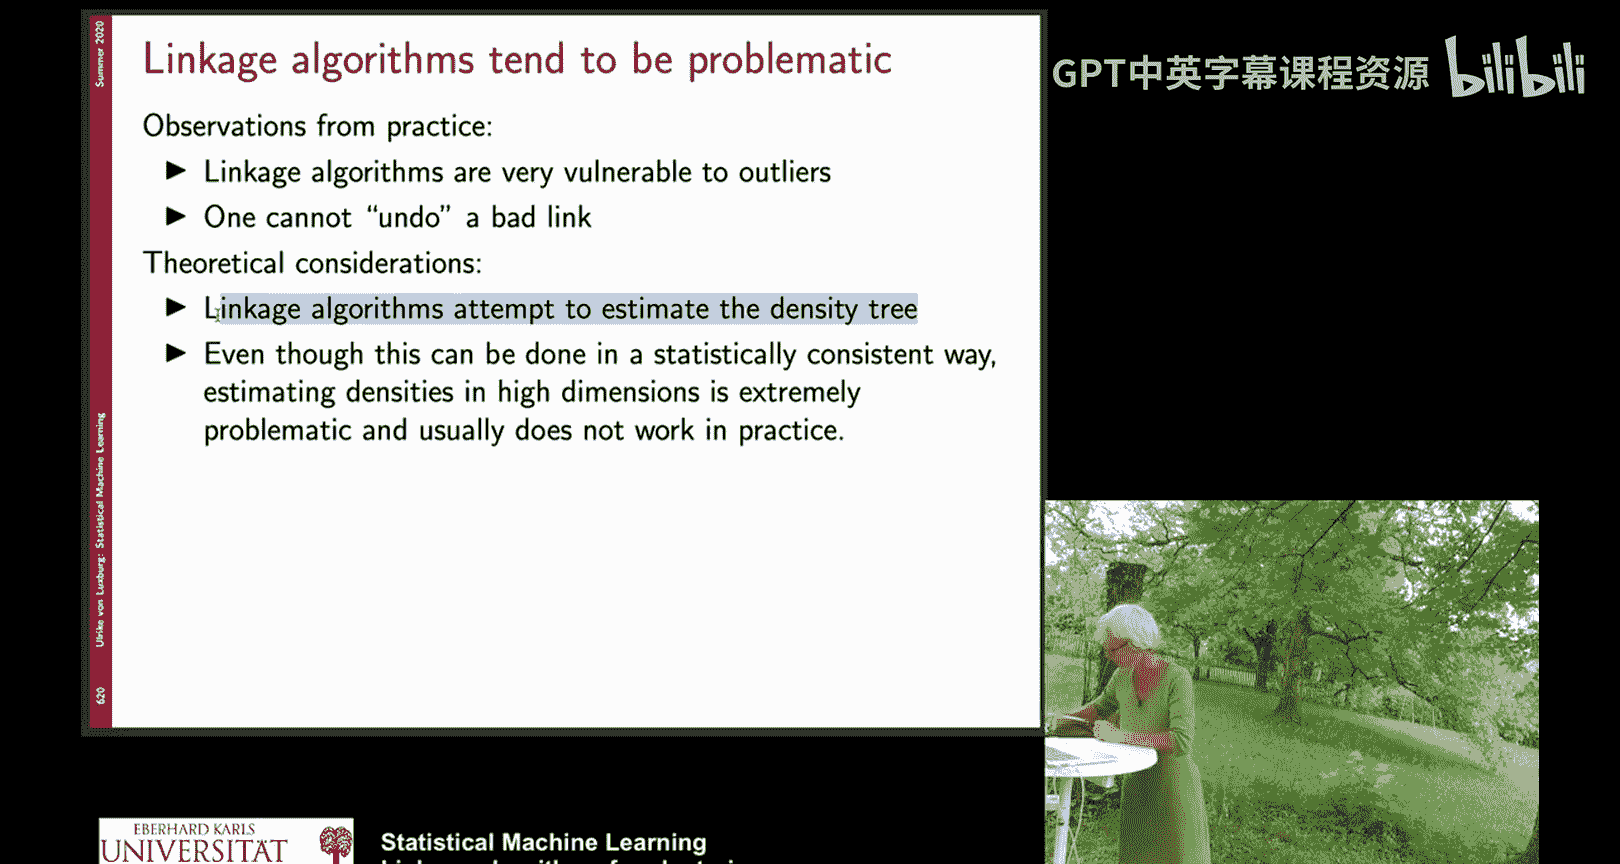 Linkage algorithms tend to be problematic
Observations from practice:
► Linkage algorithms are very vulnerable to outliers
► One cannot “undo” a bad link
Theoretical considerations:
► Linkage algorithms attempt to estimate the density tree
► Even though this can be done in a statistically consistent way,
estimating densities in high dimensions is extremely
problematic and usually does not work in practice.
Summer 2020
Ulrike von Luxburg: Statistical Machine Learning
620
GPT中英字幕课程资源
bilibili
EBERHARD KARLS
UNIVERSITÄT
Statistical Machine Learning